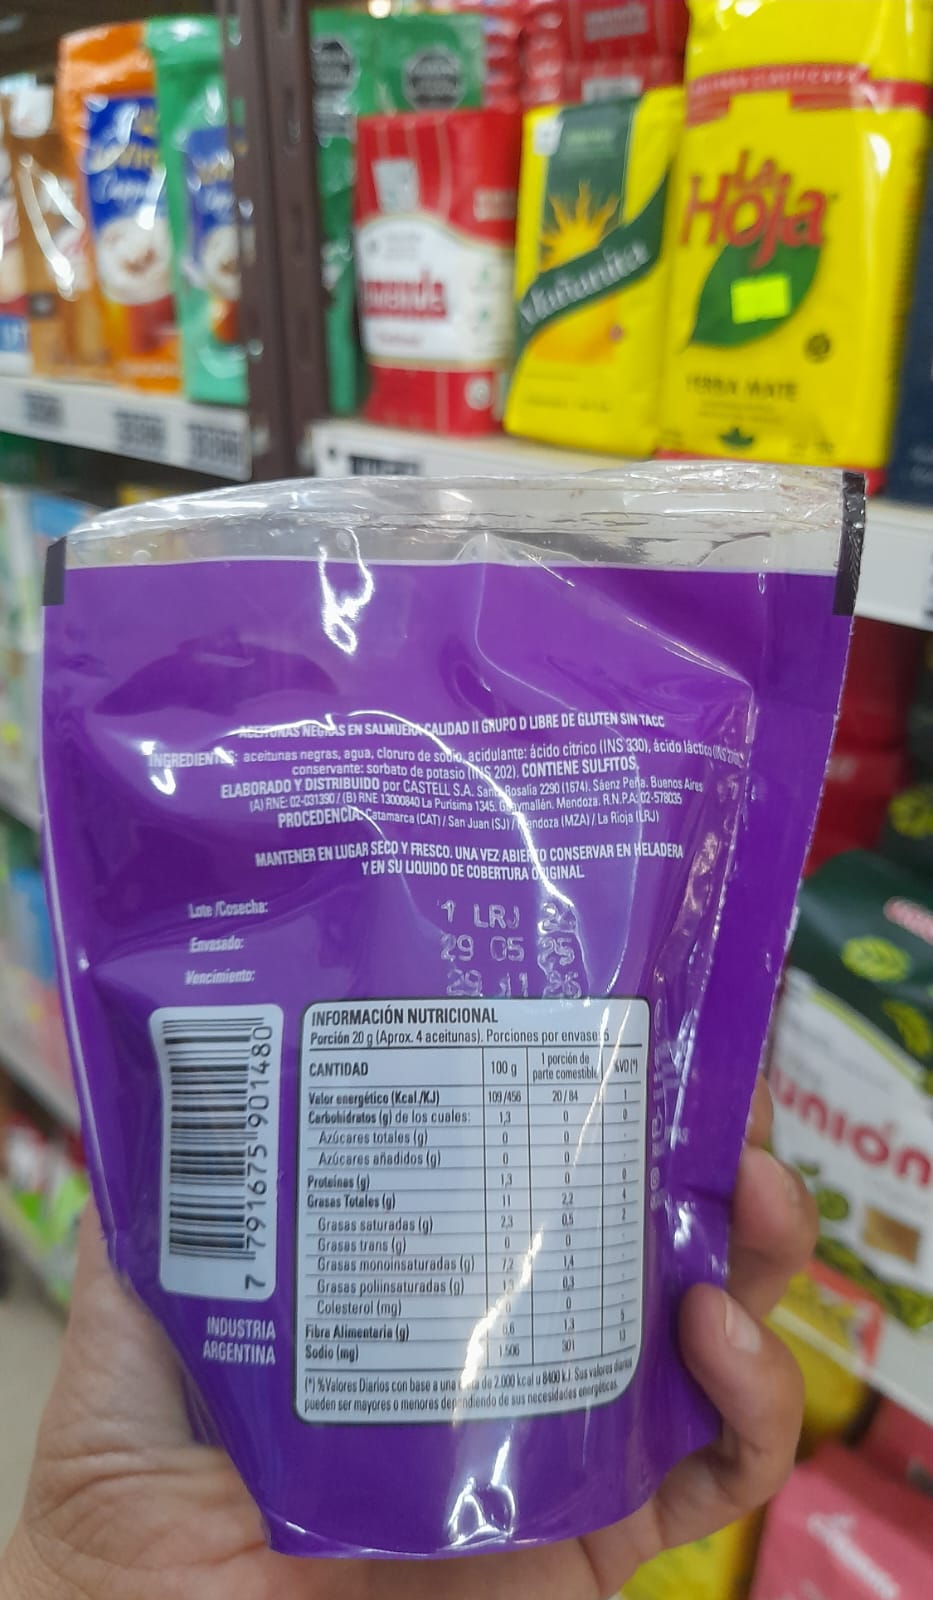 La
Hoja
YERBA MATE
Mañanita
unión
ACEITUNAS NEGRAS EN SALMUERA CALIDAD II GRUPO D LIBRE DE GLUTEN SIN TACC
INGREDIENTES: aceitunas negras, agua, cloruro de sodio, acidulante: ácido cítrico (INS 330), ácido láctico
conservante: sorbato de potasio (INS 202). CONTIENE SULFITOS.
ELABORADO Y DISTRIBUIDO por CASTELL S.A. Santa Rosalía 2290 (1674). Sáenz Peña. Buenos Aires
(A) RNE: 02-031390 / (B) RNE 13000840 La Purísima 1345. Guaymallén. Mendoza. R.N.P.A: 02-578035
PROCEDENCIA: Catamarca (CAT) / San Juan (SJ) / Mendoza (MZA) / La Rioja (LRJ)
MANTENER EN LUGAR SECO Y FRESCO. UNA VEZ ABIERTO CONSERVAR EN HELADERA
Y EN SU LIQUIDO DE COBERTURA ORIGINAL
Lote /Cosecha: 1 LRJ
Envasado: 29 05 25
Vencimiento: 29 11 26
INFORMACIÓN NUTRICIONAL
Porción 20 g (Aprox. 4 aceitunas). Porciones por envase: 5
CANTIDAD 100 g 1 porción de parte comestible %VD(*)
Valor energético (Kcal./KJ) 109/456 20/84 1
Carbohidratos (g) de los cuales: 1,3 0 0
Azúcares totales (g) 0 0 -
Azúcares añadidos (g) 0 0 -
Proteínas (g) 1,3 0 0
Grasas Totales (g) 11 2,2 4
Grasas saturadas (g) 2,3 0,5 2
Grasas trans (g) 0 0 -
Grasas monoinsaturadas (g) 7,2 1,4 -
Grasas poliinsaturadas (g) 0,3 -
Colesterol (mg) 0 0 -
Fibra Alimentaria (g) 6,6 1,3 5
Sodio (mg) 1.506 301 13
(*) %Valores Diarios con base a una dieta de 2.000 kcal u 8400 kJ. Sus valores diarios
pueden ser mayores o menores dependiendo de sus necesidades energéticas.
7 791675 901480
INDUSTRIA
ARGENTINA